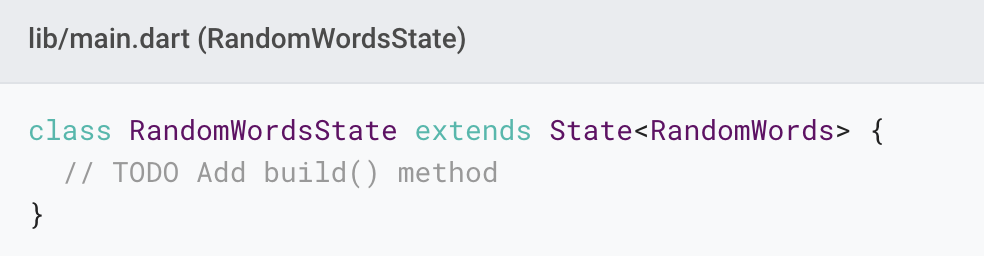 lib/main.dart (RandomWordsState)
class RandomWordsState extends State<RandomWords> {
  // TODO Add build() method
}